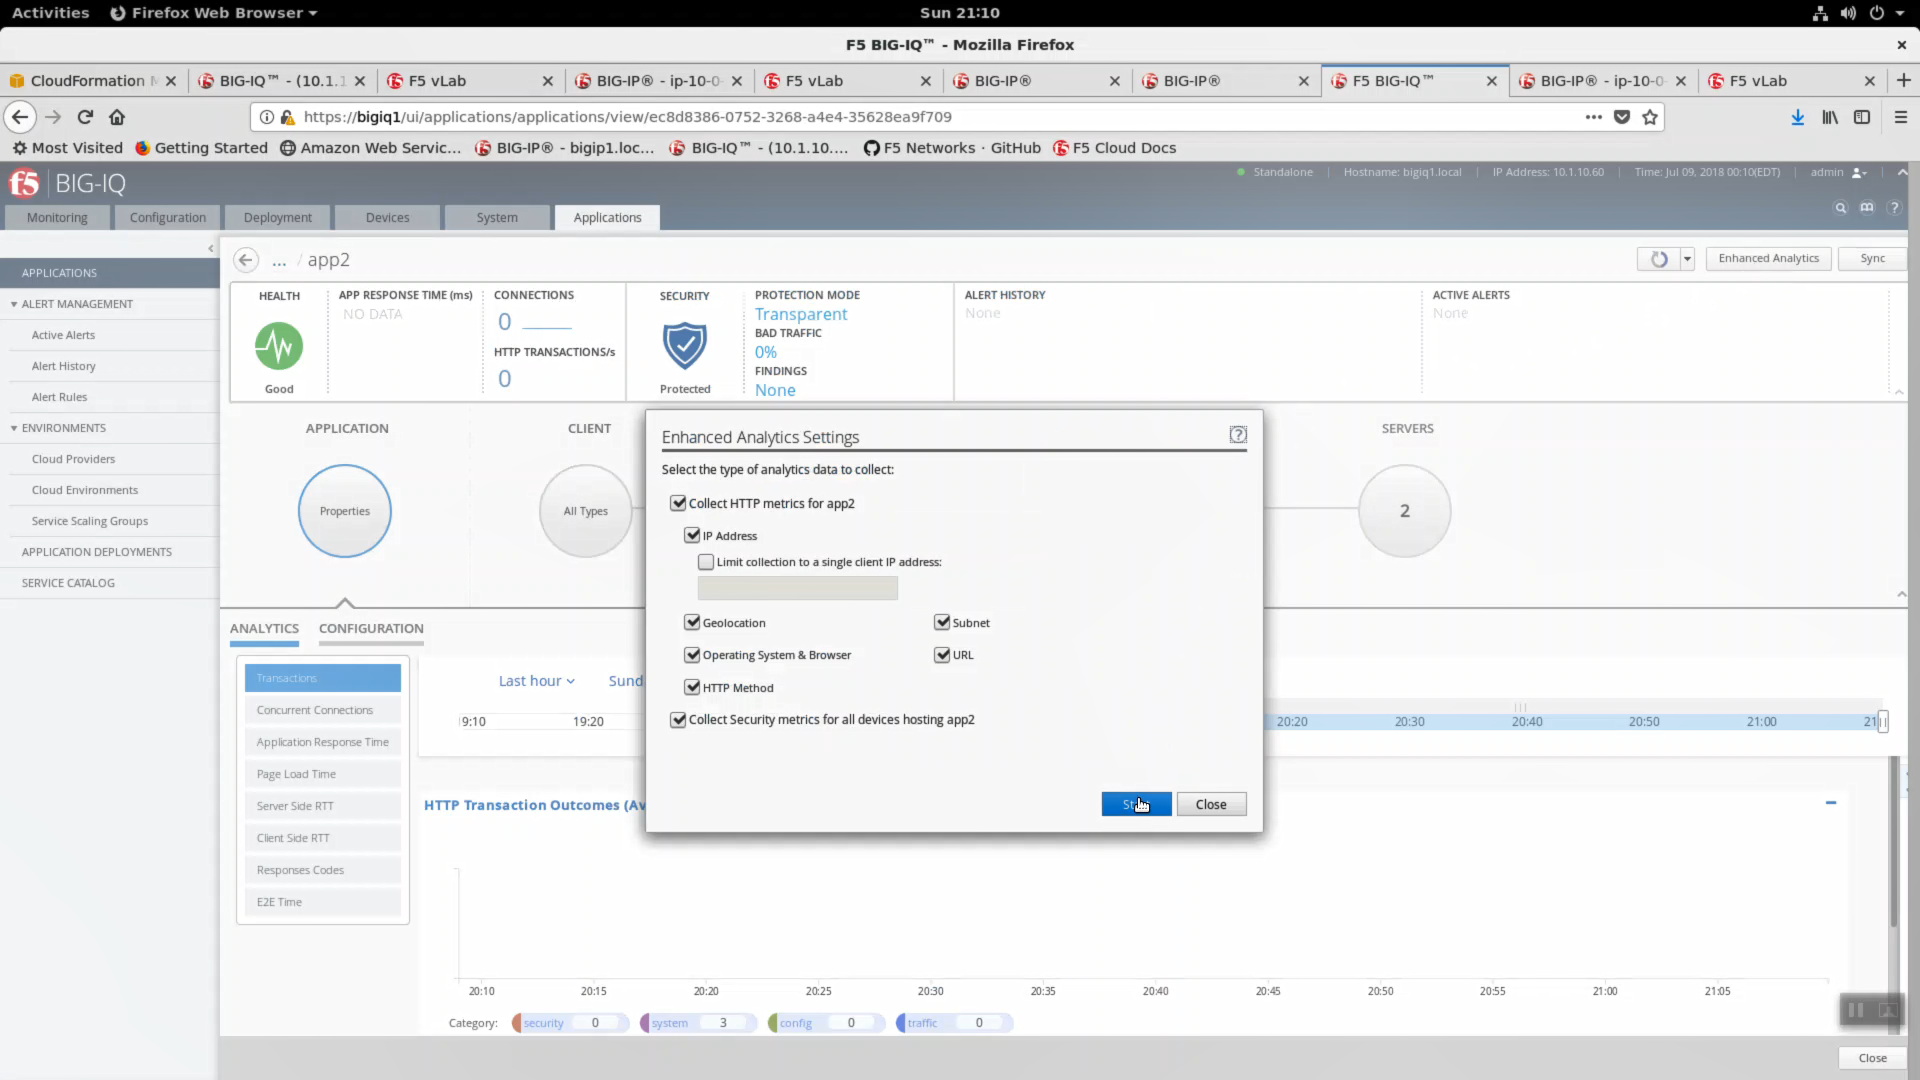 Activities Firefox Web Browser Sun 21:10
F5 BIG-IQ™ - Mozilla Firefox
CloudFormation BIG-IQ™ - (10.1.1 F5 vLab BIG-IP® - ip-10-0- F5 vLab BIG-IP® BIG-IP® F5 BIG-IQ™ BIG-IP® - ip-10-0- F5 vLab
https://bigiq1/ui/applications/applications/view/ec8d8386-0752-3268-a4e4-35628ea9f709
Most Visited Getting Started Amazon Web Servic... BIG-IP® - bigip1.loc... BIG-IQ™ - (10.1.10.... F5 Networks · GitHub F5 Cloud Docs
f5 BIG-IQ Standalone Hostname: bigiq1.local IP Address: 10.1.10.60 Time: Jul 09, 2018 00:10(EDT) admin
Monitoring Configuration Deployment Devices System Applications
APPLICATIONS
ALERT MANAGEMENT
Active Alerts
Alert History
Alert Rules
ENVIRONMENTS
Cloud Providers
Cloud Environments
Service Scaling Groups
APPLICATION DEPLOYMENTS
SERVICE CATALOG
... / app2 Enhanced Analytics Sync
HEALTH APP RESPONSE TIME (ms) CONNECTIONS SECURITY PROTECTION MODE ALERT HISTORY ACTIVE ALERTS
NO DATA 0 Transparent None None
BAD TRAFFIC
HTTP TRANSACTIONS/s 0%
FINDINGS
Good 0 Protected None
APPLICATION CLIENT SERVERS
Properties All Types 2
Enhanced Analytics Settings ?
Select the type of analytics data to collect:
Collect HTTP metrics for app2
IP Address
Limit collection to a single client IP address:
Geolocation Subnet
Operating System & Browser URL
HTTP Method
Collect Security metrics for all devices hosting app2
Close
ANALYTICS CONFIGURATION
Transactions
Concurrent Connections
Application Response Time
Page Load Time
Server Side RTT
Client Side RTT
Responses Codes
E2E Time
Last hour Sund
19:20 20:20 20:30 20:40 20:50 21:00
HTTP Transaction Outcomes (Av
20:10 20:15 20:20 20:25 20:30 20:35 20:40 20:45 20:50 20:55 21:00 21:05
Category: security 0 system 3 config 0 traffic 0
Close